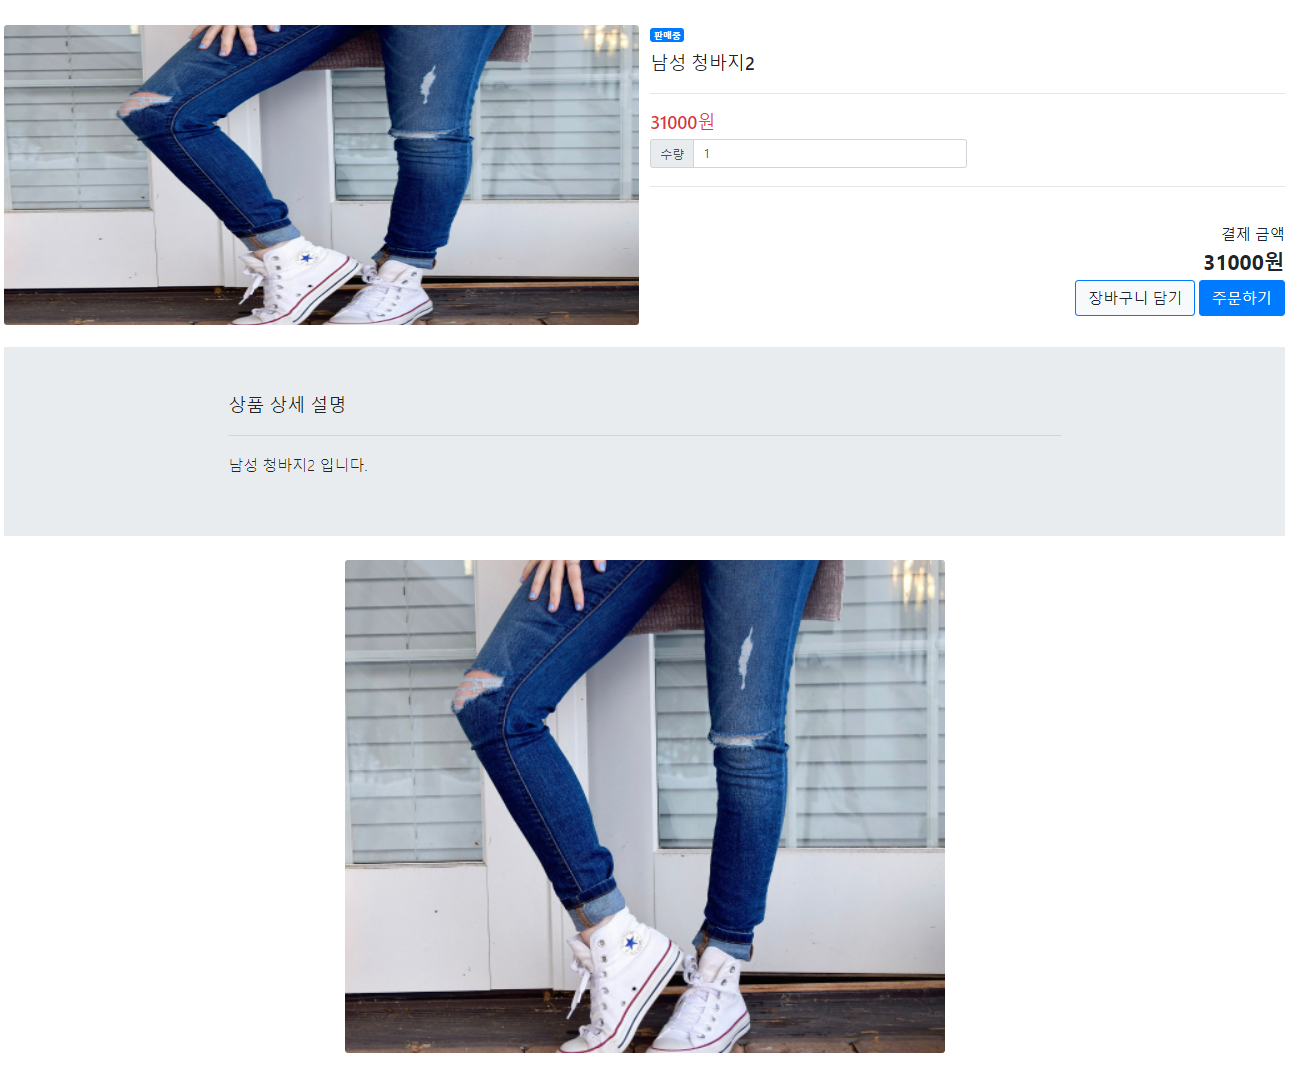 판매중
남성 청바지2
31000원
수량 1
결제 금액
31000원
장바구니 담기 주문하기
상품 상세 설명
남성 청바지2 입니다.